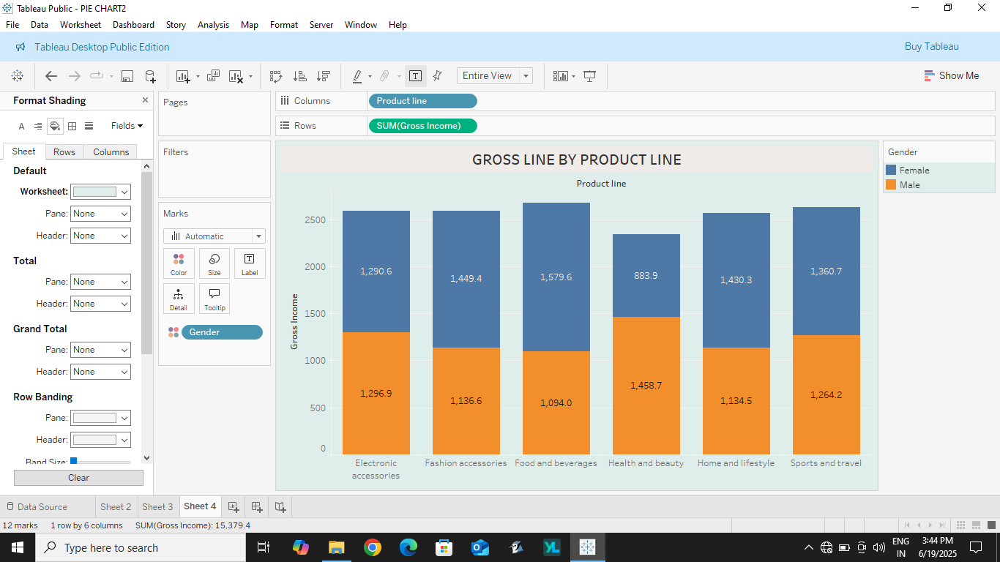 Tableau Public - PIE CHART2
File Data Worksheet Dashboard Story Analysis Map Format Server Window Help
Tableau Desktop Public Edition Buy Tableau
T Entire View Show Me
Format Shading
A Fields
Sheet Rows Columns
Default
Worksheet:
Pane: None
Header: None
Total
Pane: None
Header: None
Grand Total
Pane: None
Header: None
Row Banding
Pane:
Header:
Band Size:
Clear
Pages
Filters
Marks
Automatic
Color Size Label
Detail Tooltip
Gender
Columns Product line
Rows SUM(Gross Income)
GROSS LINE BY PRODUCT LINE
Product line
Gross Income
2500
2000
1500
1000
500
0
1,290.6 1,449.4 1,579.6 883.9 1,430.3 1,360.7
1,296.9 1,136.6 1,094.0 1,458.7 1,134.5 1,264.2
Electronic accessories Fashion accessories Food and beverages Health and beauty Home and lifestyle Sports and travel
Gender
Female
Male
Data Source Sheet 2 Sheet 3 Sheet 4
12 marks 1 row by 6 columns SUM(Gross Income): 15,379.4
Type here to search
YL
ENG
IN
3:44 PM
6/19/2025